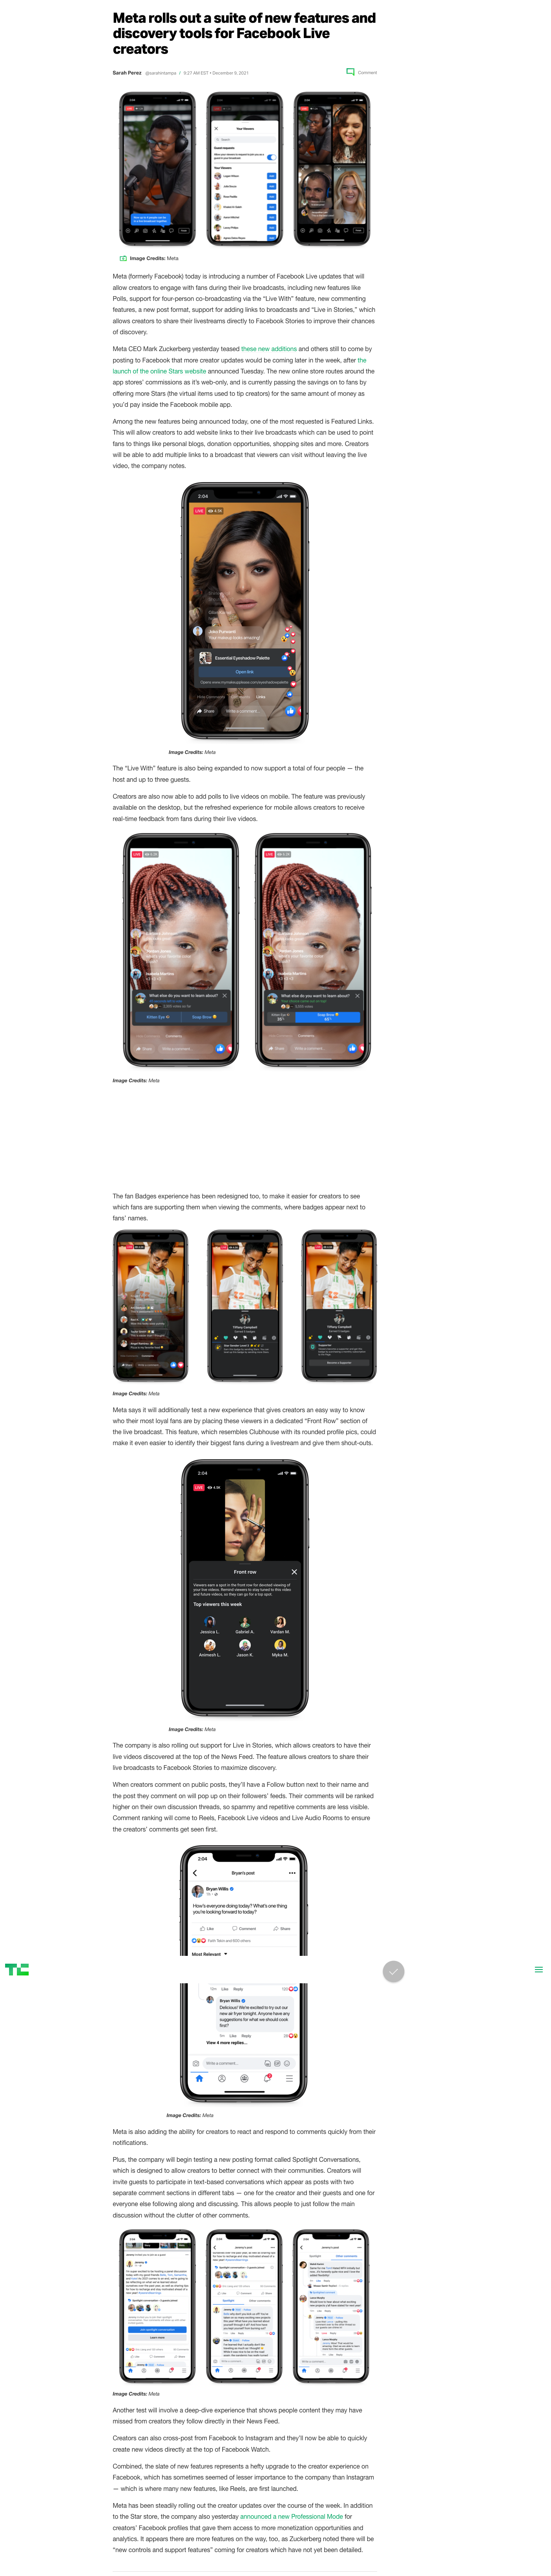 Meta rolls out a suite of new features and
discovery tools for Facebook Live
creators
Sarah Perez @sarahintampa / 9:27 AM EST • December 9, 2021
Comment
Image Credits: Meta
Meta (formerly Facebook) today is introducing a number of Facebook Live updates that will
allow creators to engage with fans during their live broadcasts, including new features like
Polls, support for four-person co-broadcasting via the “Live With” feature, new commenting
features, a new post format, support for adding links to broadcasts and “Live in Stories,” which
allows creators to share their livestreams directly to Facebook Stories to improve their chances
of discovery.
Meta CEO Mark Zuckerberg yesterday teased these new additions and others still to come by
posting to Facebook that more creator updates would be coming later in the week, after the
launch of the online Stars website announced Tuesday. The new online store routes around the
app stores’ commissions as it’s web-only, and is currently passing the savings on to fans by
offering more Stars (the virtual items used to tip creators) for the same amount of money as
you’d pay inside the Facebook mobile app.
Among the new features being announced today, one of the most requested is Featured Links.
This will allow creators to add website links to their live broadcasts which can be used to point
fans to things like personal blogs, donation opportunities, shopping sites and more. Creators
will be able to add multiple links to a broadcast that viewers can visit without leaving the live
video, the company notes.
2:04
LIVE 4.2K
Essential Eyeshadow Palette
Open link
Share Write a comment...
Image Credits: Meta
The “Live With” feature is also being expanded to now support a total of four people — the
host and up to three guests.
Creators are also now able to add polls to live videos on mobile. The feature was previously
available on the desktop, but the refreshed experience for mobile allows creators to receive
real-time feedback from fans during their live videos.
LIVE
LIVE
What else do you want to learn about?
What else do you want to learn about?
Image Credits: Meta
The fan Badges experience has been redesigned too, to make it easier for creators to see
which fans are supporting them when viewing the comments, where badges appear next to
fans’ names.
Tiffany Campbell
Tiffany Campbell
Image Credits: Meta
Meta says it will additionally test a new experience that gives creators an easy way to know
who their most loyal fans are by placing these viewers in a dedicated “Front Row” section of
the live broadcast. This feature, which resembles Clubhouse with its rounded profile pics, could
make it even easier to identify their biggest fans during a livestream and give them shout-outs.
2:04
LIVE 4.3K
Front row
Viewers earn a spot in the front row for devoted viewing of
your live videos. Remind viewers to stay tuned to this video
and future ones, so they can go for a top spot.
Top viewers this week
Jessica L. Gabriel A. Vardan M.
Animesh L. Jason K. Myka M.
Image Credits: Meta
The company is also rolling out support for Live in Stories, which allows creators to have their
live videos discovered at the top of the News Feed. The feature allows creators to share their
live broadcasts to Facebook Stories to maximize discovery.
When creators comment on public posts, they’ll have a Follow button next to their name and
the post they comment on will pop up on their followers’ feeds. Their comments will be ranked
higher on their own discussion threads, so spammy and repetitive comments are less visible.
Comment ranking will come to Reels, Facebook Live videos and Live Audio Rooms to ensure
the creators’ comments get seen first.
2:04
Bryan's post
Bryan Willis
How's everyone doing today? What's one thing
you're looking forward to today?
Like Comment Share
Most Relevant
Like Reply
Bryan Willis
Delicious! We're excited to try out our
new air fryer tonight. Anyone have any
suggestions for what we should cook
first?
Like Reply
View 4 more replies...
Write a comment...
Image Credits: Meta
Meta is also adding the ability for creators to react and respond to comments quickly from their
notifications.
Plus, the company will begin testing a new posting format called Spotlight Conversations,
which is designed to allow creators to better connect with their communities. Creators will
invite guests to participate in text-based conversations which appear as posts with two
separate comment sections in different tabs — one for the creator and their guests and one for
everyone else following along and discussing. This allows people to just follow the main
discussion without the clutter of other comments.
Image Credits: Meta
Another test will involve a deep-dive experience that shows people content they may have
missed from creators they follow directly in their News Feed.
Creators can also cross-post from Facebook to Instagram and they’ll now be able to quickly
create new videos directly at the top of Facebook Watch.
Combined, the slate of new features represents a hefty upgrade to the creator experience on
Facebook, which has sometimes seemed of lesser importance to the company than Instagram
— which is where many new features, like Reels, are first launched.
Meta has been steadily rolling out the creator updates over the course of the week. In addition
to the Star store, the company also yesterday announced a new Professional Mode for
creators’ Facebook profiles that gave them access to more monetization opportunities and
analytics. It appears there are more features on the way, too, as Zuckerberg noted there will be
“new controls and support features” coming for creators which have not yet been detailed.